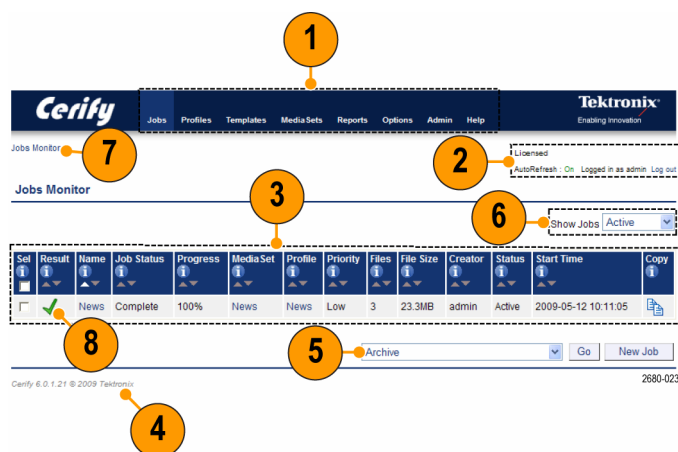 1
Cerify
Jobs Profiles Templates MediaSets Reports Options Admin Help
Tektronix
Enabling Innovation
Jobs Monitor
7
2
Licensed
AutoRefresh : On Logged in as admin Log out
Jobs Monitor
3
6
Show Jobs Active
Sel Result Name Job Status Progress MediaSet Profile Priority Files File Size Creator Status Start Time Copy
News Complete 100% News News Low 3 23.3MB admin Active 2009-05-12 10:11:05
8
5
Archive Go New Job
Cerify 6.0.1.21 © 2009 Tektronix
2680-023
4